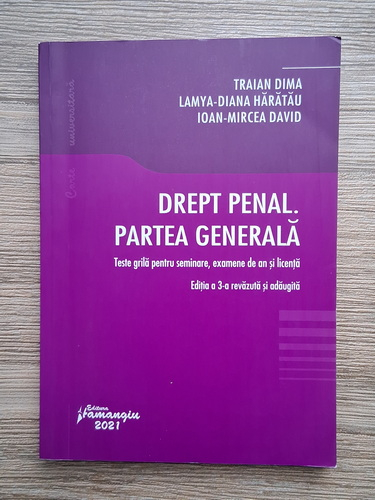 TRAIAN DIMA
LAMYA-DIANA HĂRĂTĂU
IOAN-MIRCEA DAVID
Carte universitară
DREPT PENAL.
PARTEA GENERALĂ
Teste grilă pentru seminare, examene de an și licență
Ediția a 3-a revăzută și adăugită
Editura
Hamangiu
2021